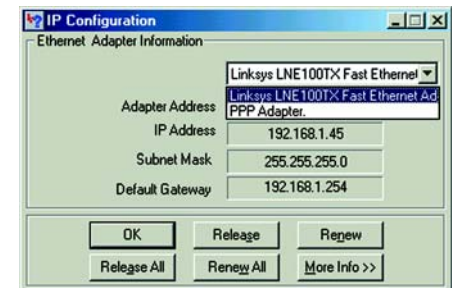 IP Configuration
Ethernet Adapter Information
Linksys LNE100TX Fast Ethernet
Linksys LNE100TX Fast Ethernet Ad
PPP Adapter.
Adapter Address
IP Address 192.168.1.45
Subnet Mask 255.255.255.0
Default Gateway 192.168.1.254
OK Release Renew
Release All Renew All More Info >>